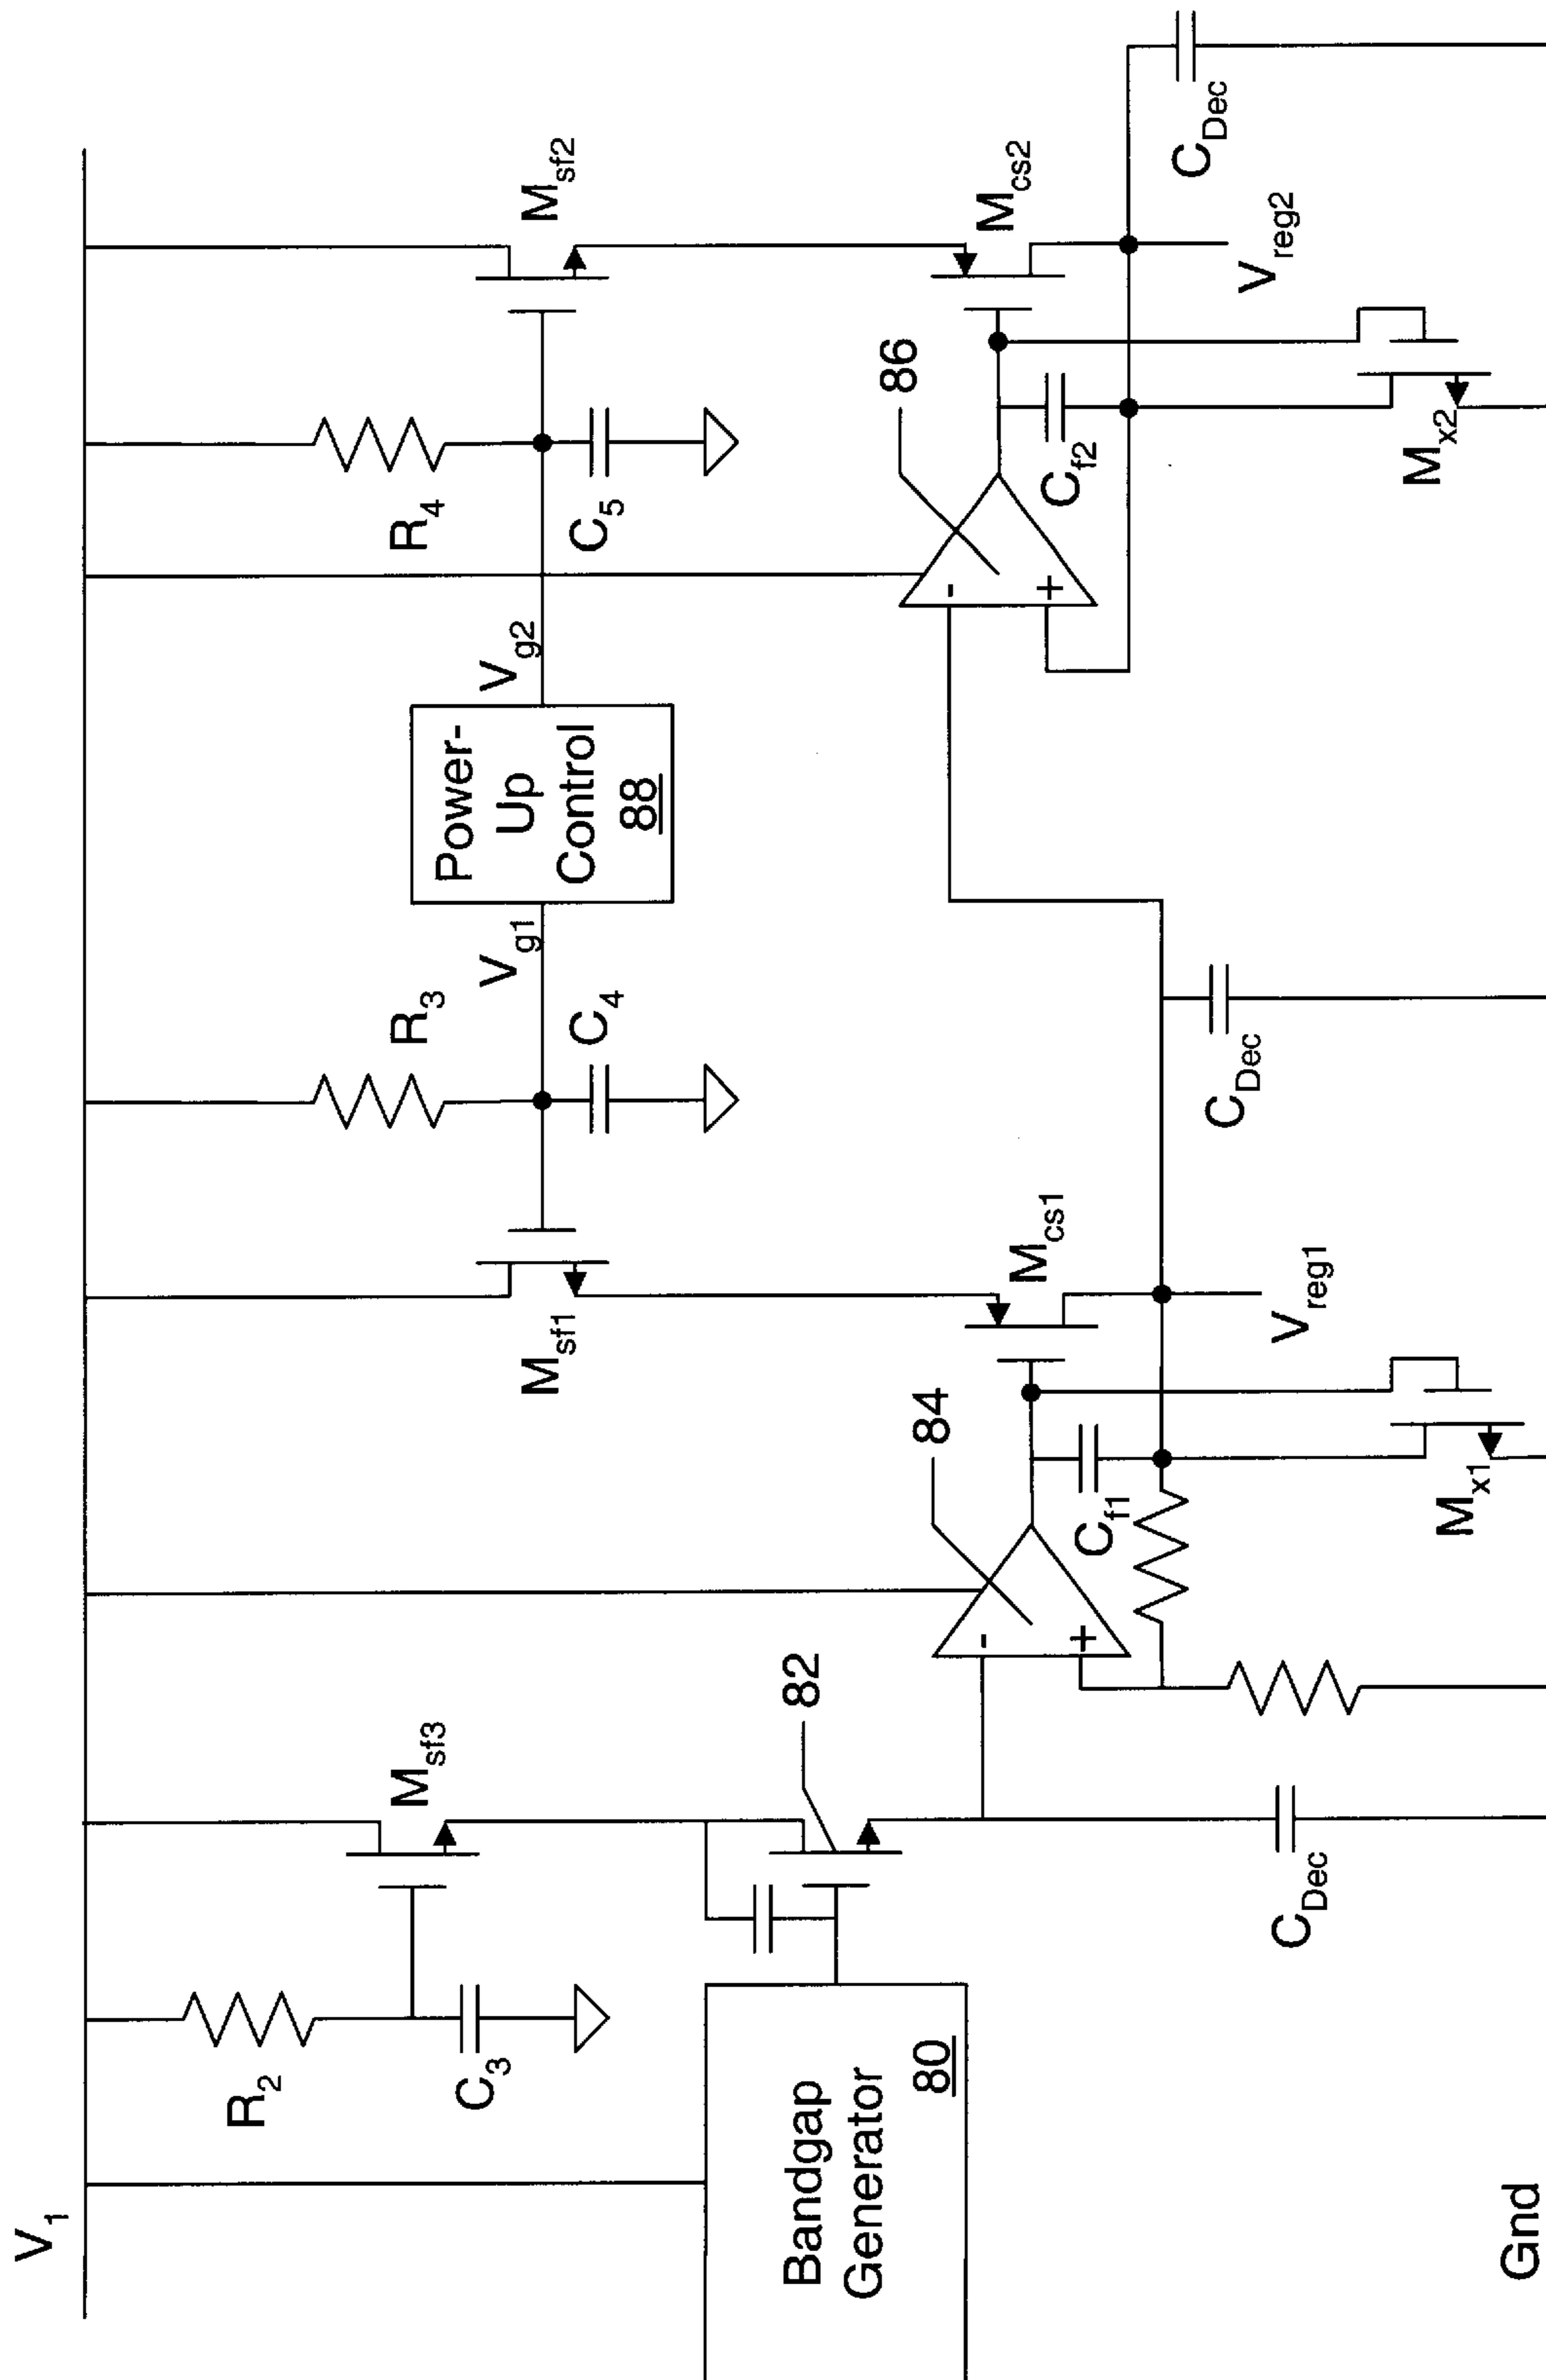 V1
R2
C3
Msf3
Bandgap
Generator
80
82
CDec
84
Cf1
Mx1
Msf1
Mcs1
Vreg1
R3
C4
Vg1
CDec
Power-
Up
Control
88
Vg2
R4
C5
Msf2
86
Cf2
Mx2
Mcs2
Vreg2
CDec
Gnd
-
+
-
+